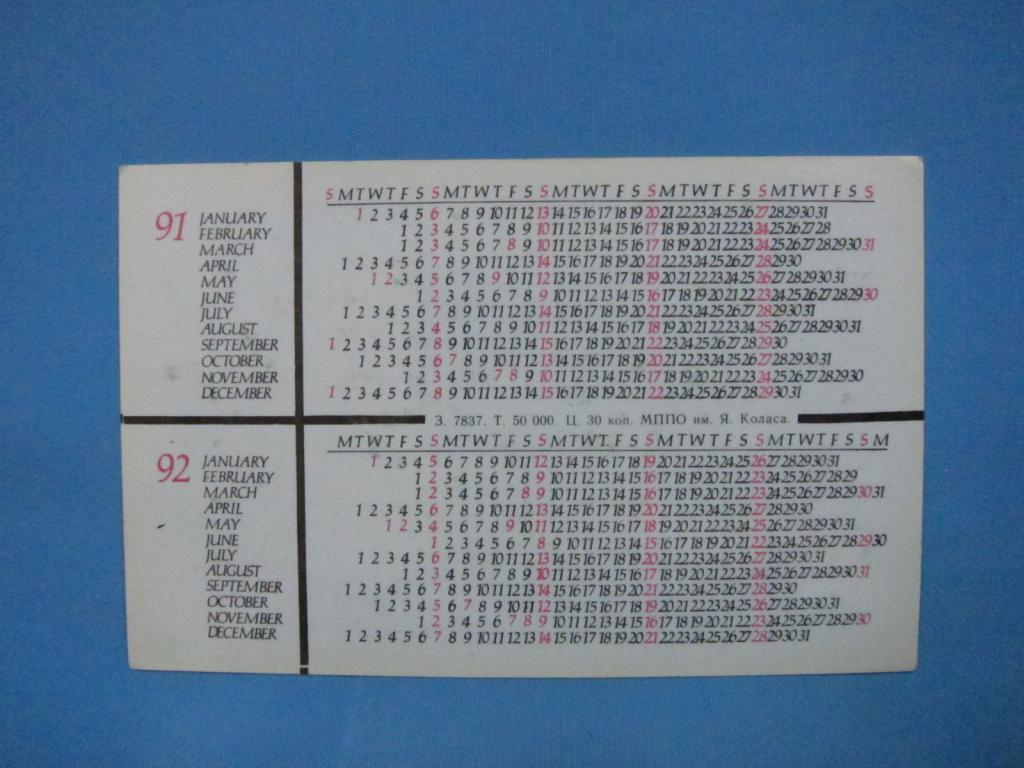 S M T W T F S S M T W T F S S M T W T F S S M T W T F S S M T W T F S S
91 JANUARY 1 2 3 4 5 6 7 8 9 10 11 12 13 14 15 16 17 18 19 20 21 22 23 24 25 26 27 28 29 30 31
FEBRUARY 1 2 3 4 5 6 7 8 9 10 11 12 13 14 15 16 17 18 19 20 21 22 23 24 25 26 27 28
MARCH 1 2 3 4 5 6 7 8 9 10 11 12 13 14 15 16 17 18 19 20 21 22 23 24 25 26 27 28 29 30 31
APRIL 1 2 3 4 5 6 7 8 9 10 11 12 13 14 15 16 17 18 19 20 21 22 23 24 25 26 27 28 29 30
MAY 1 2 3 4 5 6 7 8 9 10 11 12 13 14 15 16 17 18 19 20 21 22 23 24 25 26 27 28 29 30 31
JUNE 1 2 3 4 5 6 7 8 9 10 11 12 13 14 15 16 17 18 19 20 21 22 23 24 25 26 27 28 29 30
JULY 1 2 3 4 5 6 7 8 9 10 11 12 13 14 15 16 17 18 19 20 21 22 23 24 25 26 27 28 29 30 31
AUGUST 1 2 3 4 5 6 7 8 9 10 11 12 13 14 15 16 17 18 19 20 21 22 23 24 25 26 27 28 29 30 31
SEPTEMBER 1 2 3 4 5 6 7 8 9 10 11 12 13 14 15 16 17 18 19 20 21 22 23 24 25 26 27 28 29 30
OCTOBER 1 2 3 4 5 6 7 8 9 10 11 12 13 14 15 16 17 18 19 20 21 22 23 24 25 26 27 28 29 30 31
NOVEMBER 1 2 3 4 5 6 7 8 9 10 11 12 13 14 15 16 17 18 19 20 21 22 23 24 25 26 27 28 29 30
DECEMBER 1 2 3 4 5 6 7 8 9 10 11 12 13 14 15 16 17 18 19 20 21 22 23 24 25 26 27 28 29 30 31
З. 7837. Т. 50 000. Ц. 30 коп. МППО им. Я. Коласа.
M T W T F S S M T W T F S S M T W T F S S M T W T F S S M T W T F S S M
92 JANUARY 1 2 3 4 5 6 7 8 9 10 11 12 13 14 15 16 17 18 19 20 21 22 23 24 25 26 27 28 29 30 31
FEBRUARY 1 2 3 4 5 6 7 8 9 10 11 12 13 14 15 16 17 18 19 20 21 22 23 24 25 26 27 28 29
MARCH 1 2 3 4 5 6 7 8 9 10 11 12 13 14 15 16 17 18 19 20 21 22 23 24 25 26 27 28 29 30 31
APRIL 1 2 3 4 5 6 7 8 9 10 11 12 13 14 15 16 17 18 19 20 21 22 23 24 25 26 27 28 29 30
MAY 1 2 3 4 5 6 7 8 9 10 11 12 13 14 15 16 17 18 19 20 21 22 23 24 25 26 27 28 29 30 31
JUNE 1 2 3 4 5 6 7 8 9 10 11 12 13 14 15 16 17 18 19 20 21 22 23 24 25 26 27 28 29 30
JULY 1 2 3 4 5 6 7 8 9 10 11 12 13 14 15 16 17 18 19 20 21 22 23 24 25 26 27 28 29 30 31
AUGUST 1 2 3 4 5 6 7 8 9 10 11 12 13 14 15 16 17 18 19 20 21 22 23 24 25 26 27 28 29 30 31
SEPTEMBER 1 2 3 4 5 6 7 8 9 10 11 12 13 14 15 16 17 18 19 20 21 22 23 24 25 26 27 28 29 30
OCTOBER 1 2 3 4 5 6 7 8 9 10 11 12 13 14 15 16 17 18 19 20 21 22 23 24 25 26 27 28 29 30 31
NOVEMBER 1 2 3 4 5 6 7 8 9 10 11 12 13 14 15 16 17 18 19 20 21 22 23 24 25 26 27 28 29 30
DECEMBER 1 2 3 4 5 6 7 8 9 10 11 12 13 14 15 16 17 18 19 20 21 22 23 24 25 26 27 28 29 30 31